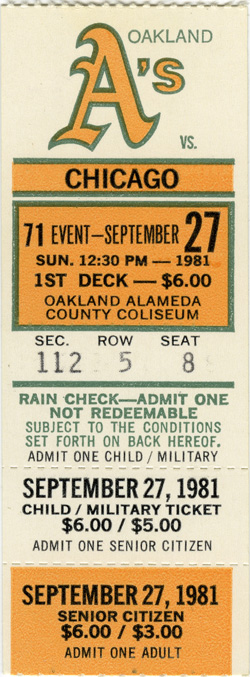 OAKLAND
A's
VS.
CHICAGO
71 EVENT—SEPTEMBER 27
SUN. 12:30 PM — 1981
1ST DECK — $6.00
OAKLAND ALAMEDA
COUNTY COLISEUM
SEC. ROW SEAT
112 5 8
RAIN CHECK—ADMIT ONE
NOT REDEEMABLE
SUBJECT TO THE CONDITIONS
SET FORTH ON BACK HEREOF.
ADMIT ONE CHILD / MILITARY
SEPTEMBER 27, 1981
CHILD / MILITARY TICKET
$6.00 / $5.00
ADMIT ONE SENIOR CITIZEN
SEPTEMBER 27, 1981
SENIOR CITIZEN
$6.00 / $3.00
ADMIT ONE ADULT